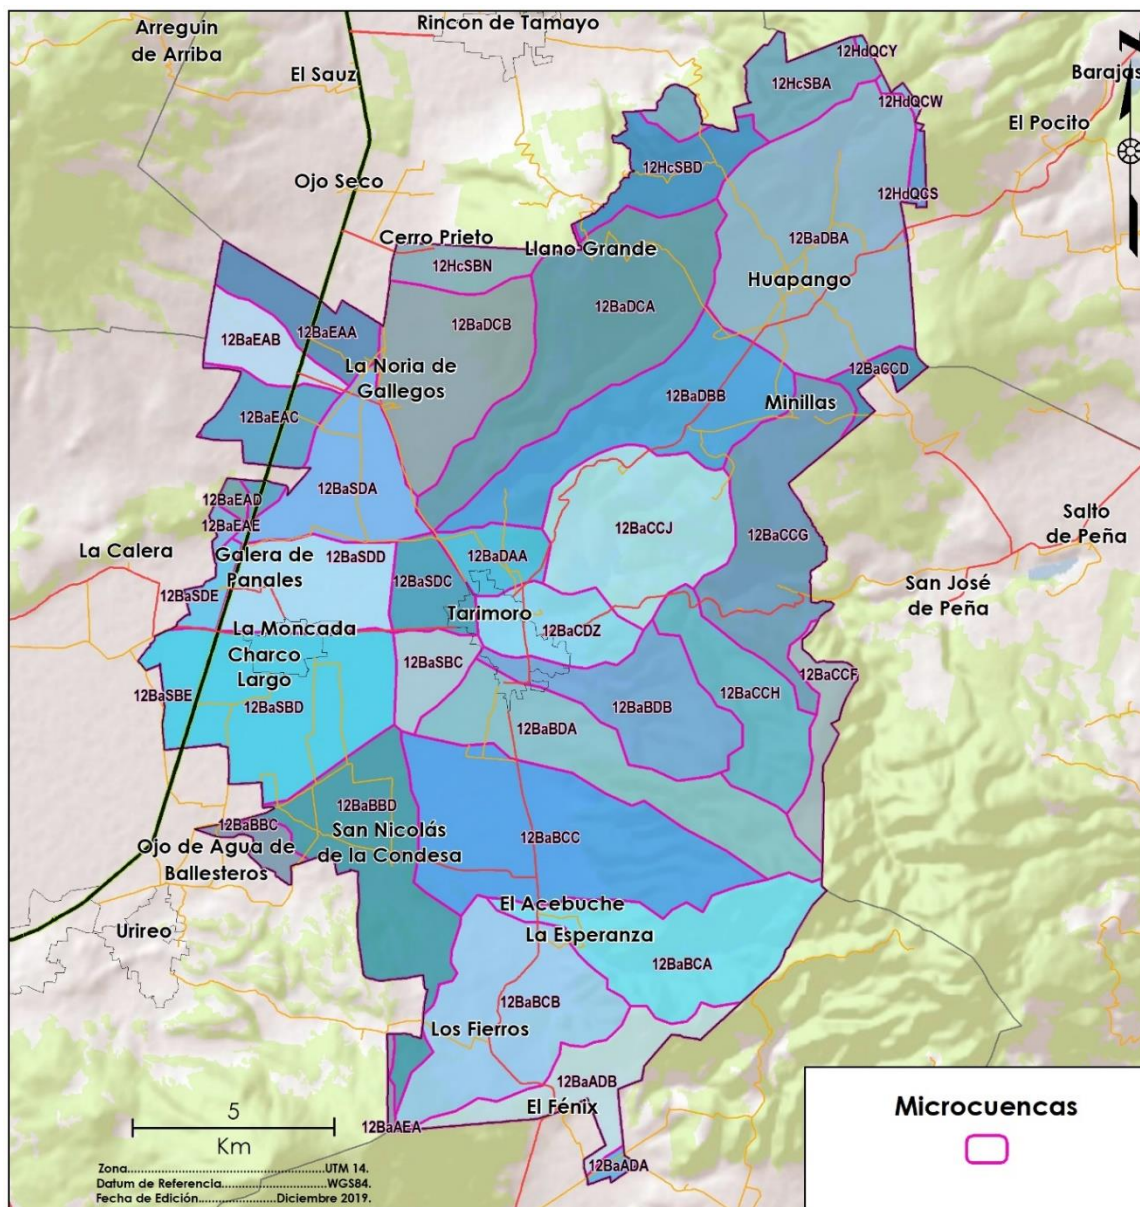 Arreguin
de Arriba
Rincon de Tamayo
El Sauz
12HdQCY
12HcSBA
Barajas
12HdQCW
El Pocito
12HcSBD
Ojo Seco
12HdQCS
Cerro Prieto
12BaDBA
Llano Grande
12HcSBN
Huapango
12BaDCA
12BaDCB
12BaEAA
12BaEAB
La Noria de
Gallegos
12BaCCD
12BaDBB
Minillas
12BaEAC
12BaSDA
12BaEAD
12BaEAE
12BaCCJ
12BaCCG
Salto
de Peña
La Calera
Galera de
Panales
12BaSDD
12BaDAA
12BaSDC
San José
de Peña
12BaSDE
Tarimoro
La Moncada
12BaCDZ
Charco
Largo
12BaSBC
12BaCCF
12BaSBE
12BaSBD
12BaBDB
12BaCCH
12BaBDA
12BaBBD
12BaBBC
San Nicolás
de la Condesa
12BaBCC
Ojo de Agua de
Ballesteros
El Acebuche
Urireo
La Esperanza
12BaBCA
12BaBCB
Los Fierros
12BaADB
El Fénix
12BaAEA
12BaADA
5
Km
Zona.............................................UTM 14.
Datum de Referencia......................WGS84.
Fecha de Edición................Diciembre 2019.
Microcuencas
N